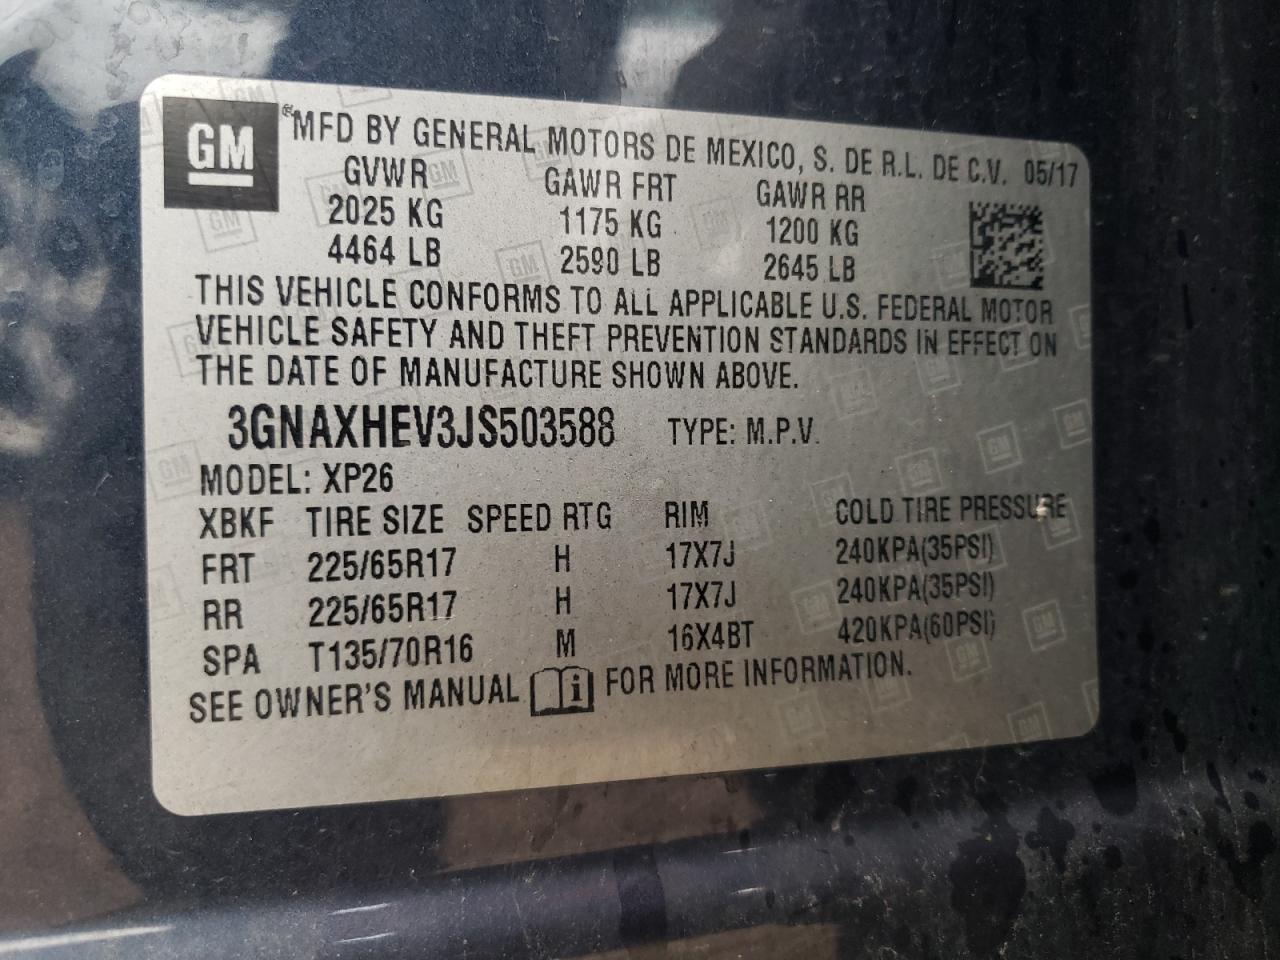 GM
MFD BY GENERAL MOTORS DE MEXICO, S. DE R.L. DE C.V. 05/17
GVWR GAWR FRT GAWR RR
2025 KG 1175 KG 1200 KG
4464 LB 2590 LB 2645 LB
THIS VEHICLE CONFORMS TO ALL APPLICABLE U.S. FEDERAL MOTOR
VEHICLE SAFETY AND THEFT PREVENTION STANDARDS IN EFFECT ON
THE DATE OF MANUFACTURE SHOWN ABOVE.
3GNAXHEV3JS503588 TYPE: M.P.V.
MODEL: XP26
XBKF TIRE SIZE SPEED RTG RIM COLD TIRE PRESSURE
FRT 225/65R17 H 17X7J 240KPA(35PSI)
RR 225/65R17 H 17X7J 240KPA(35PSI)
SPA T135/70R16 M 16X4BT 420KPA(60PSI)
SEE OWNER'S MANUAL i FOR MORE INFORMATION.